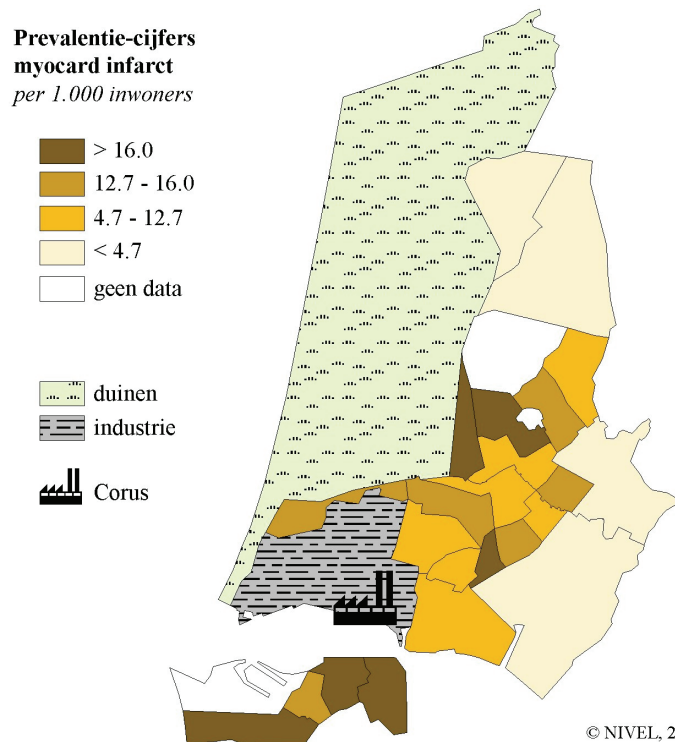 Prevalentie-cijfers
myocard infarct
per 1.000 inwoners
> 16.0
12.7 - 16.0
4.7 - 12.7
< 4.7
geen data
duinen
industrie
Corus
© NIVEL, 2